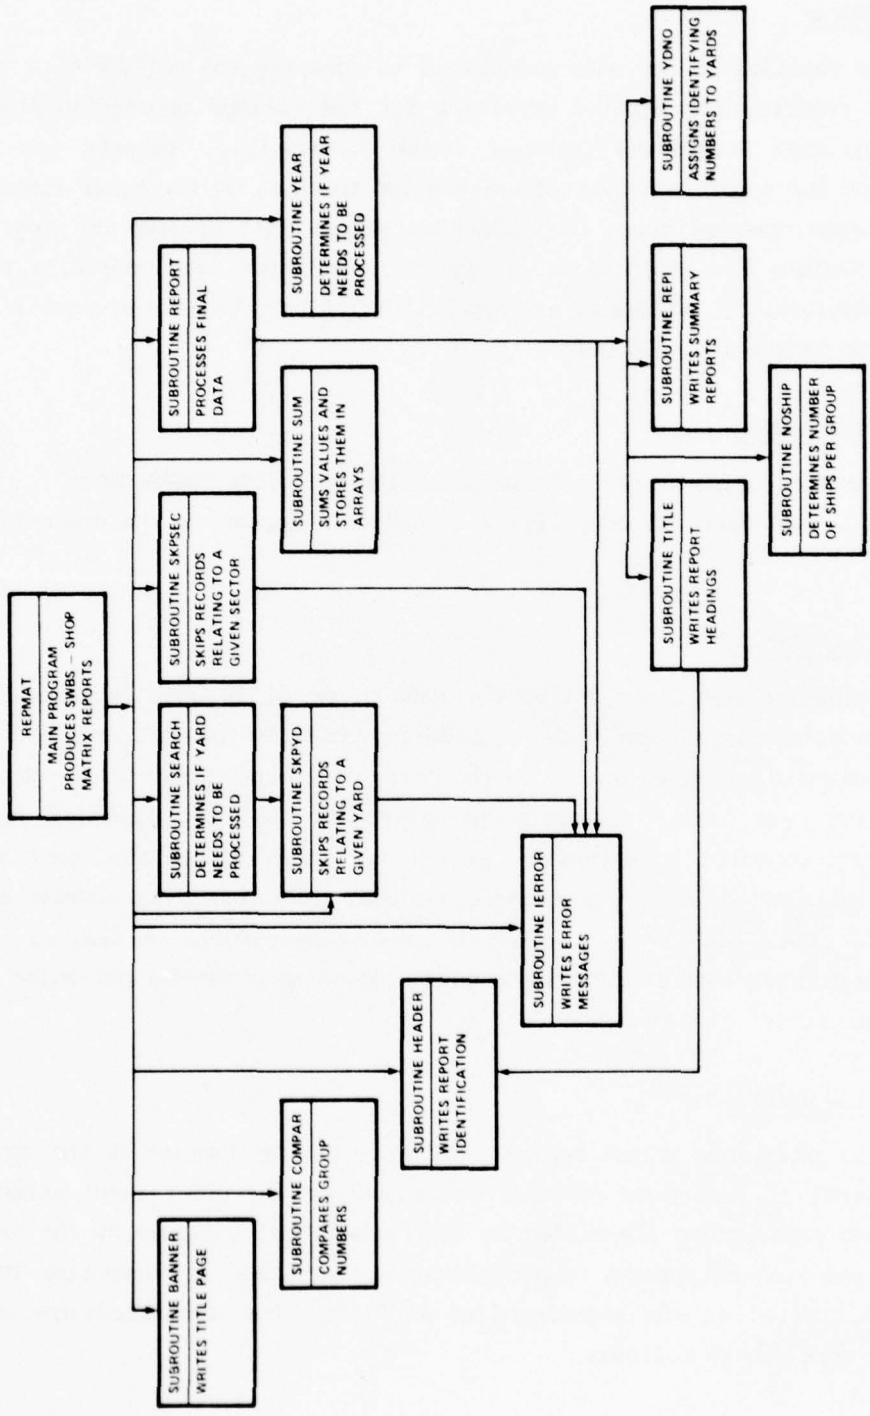 REPMAT
MAIN PROGRAM
PRODUCES SWBS – SHOP
MATRIX REPORTS
SUBROUTINE BANNER
WRITES TITLE PAGE
SUBROUTINE SEARCH
DETERMINES IF YARD
NEEDS TO BE
PROCESSED
SUBROUTINE SKPSEC
SKIPS RECORDS
RELATING TO A
GIVEN SECTOR
SUBROUTINE REPORT
PROCESSES FINAL
DATA
SUBROUTINE COMPAR
COMPARES GROUP
NUMBERS
SUBROUTINE SKPYD
SKIPS RECORDS
RELATING TO A
GIVEN YARD
SUBROUTINE SUM
SUMS VALUES AND
STORES THEM IN
ARRAYS
SUBROUTINE YEAR
DETERMINES IF YEAR
NEEDS TO BE
PROCESSED
SUBROUTINE HEADER
WRITES REPORT
IDENTIFICATION
SUBROUTINE IERROR
WRITES ERROR
MESSAGES
SUBROUTINE TITLE
WRITES REPORT
HEADINGS
SUBROUTINE REPI
WRITES SUMMARY
REPORTS
SUBROUTINE YDNO
ASSIGNS IDENTIFYING
NUMBERS TO YARDS
SUBROUTINE NOSHIP
DETERMINES NUMBER
OF SHIPS PER GROUP